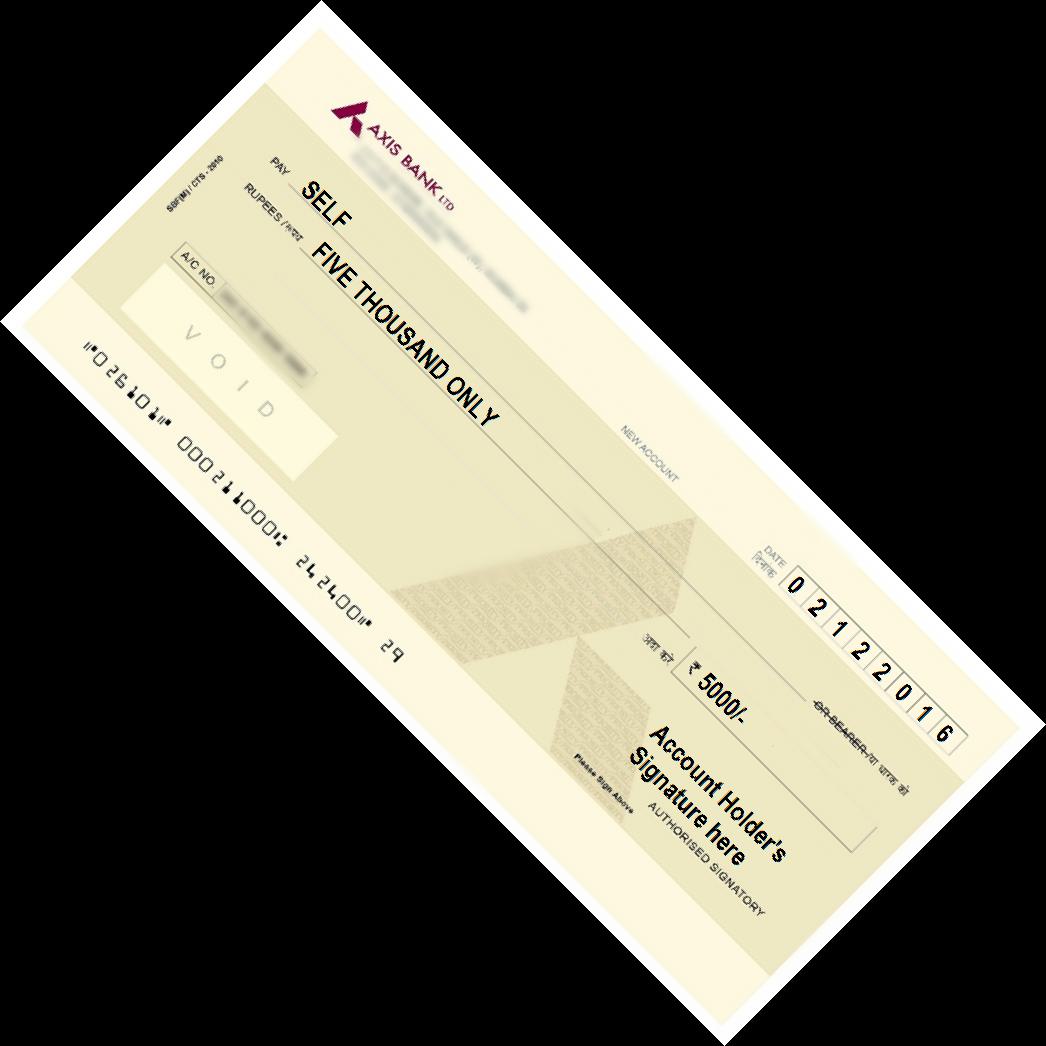 AXIS BANK LTD
NEW ACCOUNT
DATE
दिनांक
0 2 1 2 2 0 1 6
PAY SELF
OR BEARER / या धारक को
RUPEES / रुपये FIVE THOUSAND ONLY
अदा करें ₹ 5000/-
SBF(M) / CTS - 2010
A/C NO.
V O I D
Account Holder's
Signature here
AUTHORISED SIGNATORY
Please Sign Above
⑈026101⑈ 000211000⑆ 242400⑈ 29